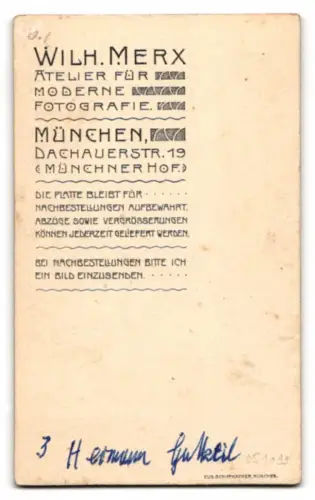 WILH. MERX
ATELIER FÜR
MODERNE
FOTOGRAFIE.
MÜNCHEN,
DACHAUERSTR. 19
(MÜNCHNER HOF.)
DIE PLATTE BLEIBT FÜR · · · · · ·
NACHBESTELLUNGEN AUFBEWAHRT.
ABZÜGE SOWIE VERGRÖSSERUNGEN
KÖNNEN JEDERZEIT GELIEFERT WERDEN.
BEI NACHBESTELLUNGEN BITTE ICH
EIN BILD EINZUSENDEN. · · · · · ·
3 Hermann Gutteil